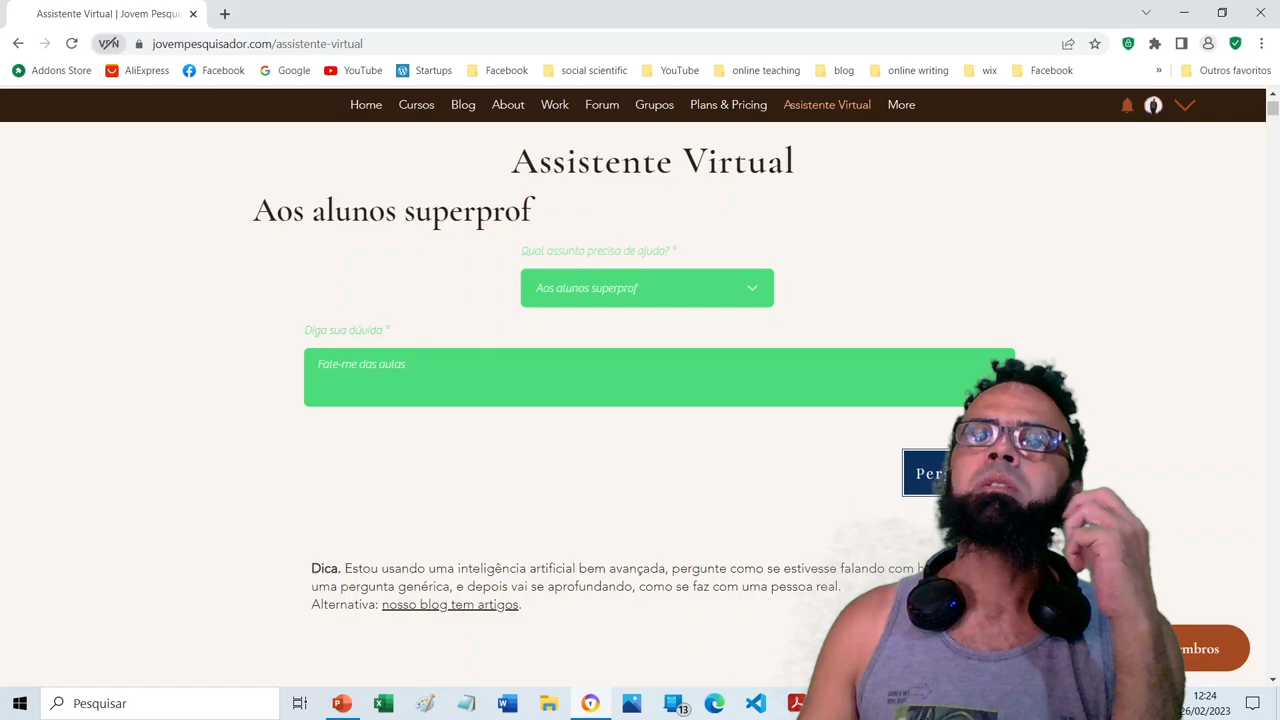 Assistente Virtual | Jovem Pesqui
VPN
jovempesquisador.com/assistente-virtual
Addons Store AliExpress Facebook Google YouTube Startups Facebook social scientific YouTube online teaching blog online writing wix Facebook » Outros favoritos
Home Cursos Blog About Work Forum Grupos Plans & Pricing Assistente Virtual More
Assistente Virtual
Aos alunos superprof
Qual assunto precisa de ajuda? *
Aos alunos superprof
Diga sua dúvida *
Fale-me das aulas
Per
Dica. Estou usando uma inteligência artificial bem avançada, pergunte como se estivesse falando com
uma pergunta genérica, e depois vai se aprofundando, como se faz com uma pessoa real.
Alternativa: nosso blog tem artigos.
embros
Pesquisar
13
12:24
26/02/2023